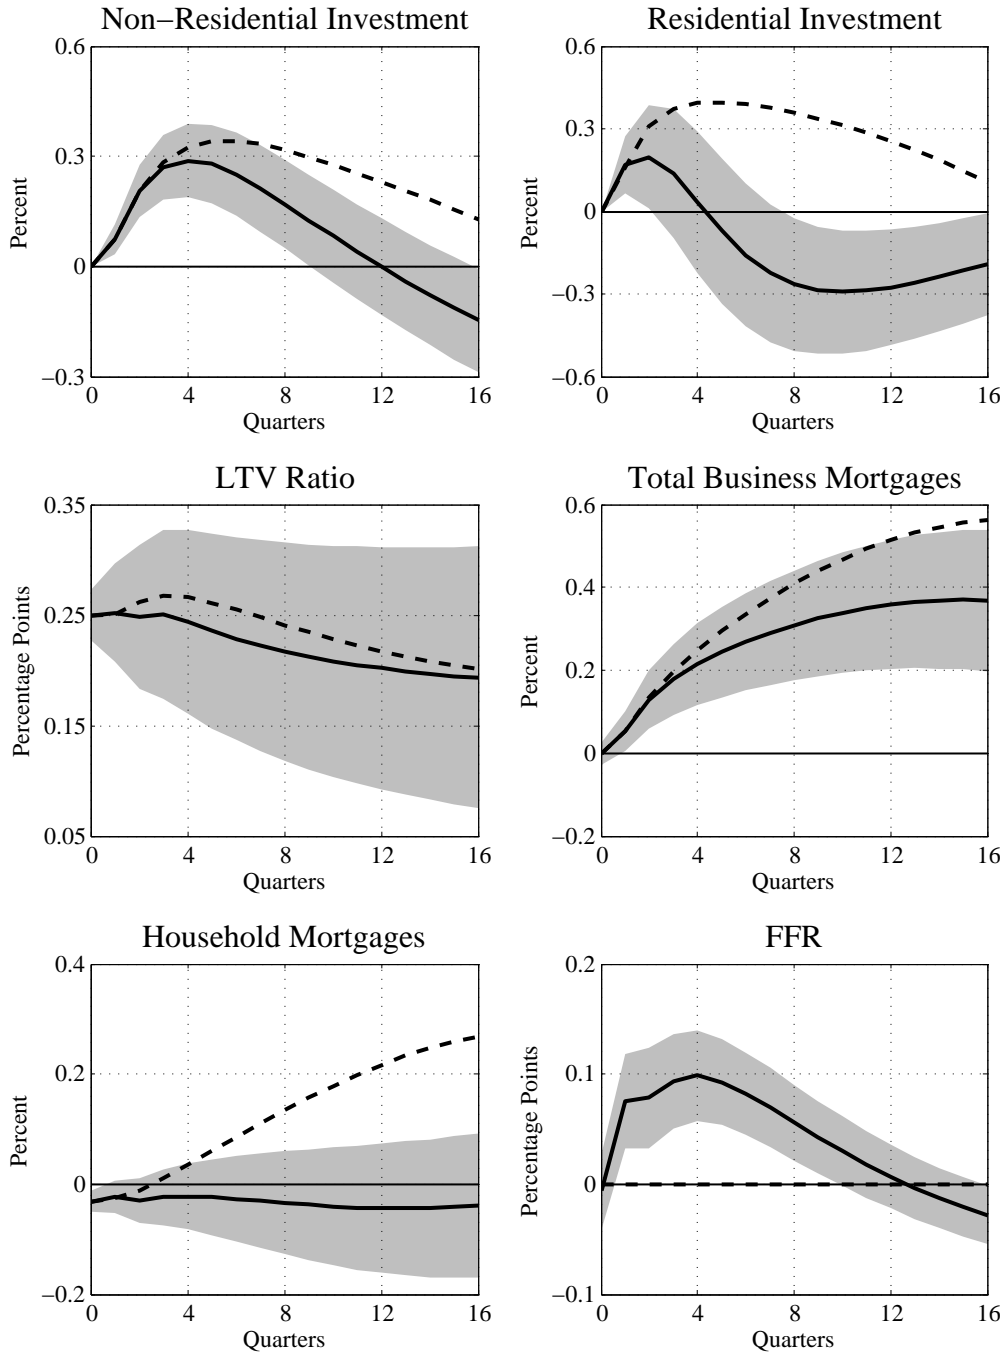 Non−Residential Investment
0.6
0.3
0
−0.3
Percent
0 4 8 12 16
Quarters
Residential Investment
0.6
0.3
0
−0.3
−0.6
Percent
0 4 8 12 16
Quarters
LTV Ratio
0.35
0.25
0.15
0.05
Percentage Points
0 4 8 12 16
Quarters
Total Business Mortgages
0.6
0.4
0.2
0
−0.2
Percent
0 4 8 12 16
Quarters
Household Mortgages
0.4
0.2
0
−0.2
Percent
0 4 8 12 16
Quarters
FFR
0.2
0.1
0
−0.1
Percentage Points
0 4 8 12 16
Quarters